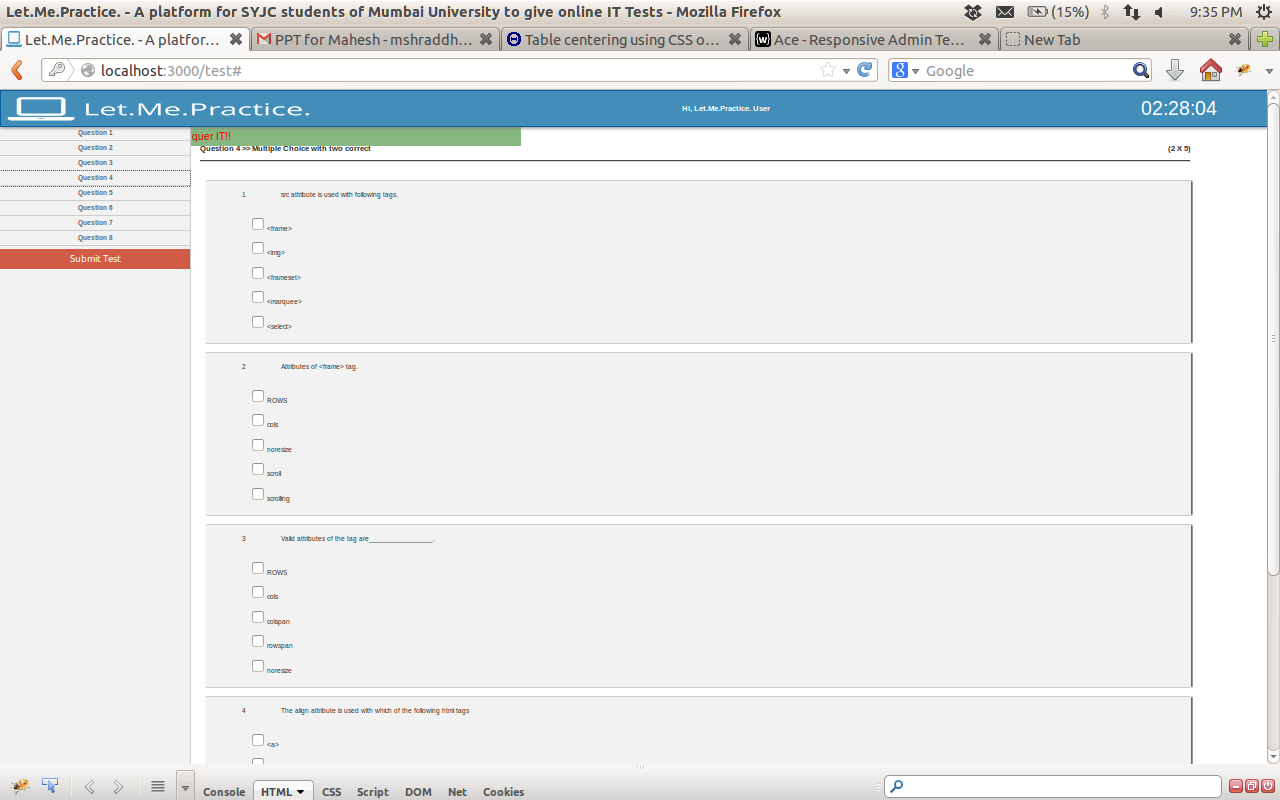 Let.Me.Practice. - A platform for SYJC students of Mumbai University to give online IT Tests - Mozilla Firefox
(15%)
9:35 PM
Let.Me.Practice. - A platfor...
PPT for Mahesh - mshraddh...
Table centering using CSS o...
Ace - Responsive Admin Te...
New Tab
localhost:3000/test#
Google
Let.Me.Practice.
Hi, Let.Me.Practice. User
02:28:04
Question 1
Question 2
Question 3
Question 4
Question 5
Question 6
Question 7
Question 8
Submit Test
quer IT!!
Question 4 >> Multiple Choice with two correct
(2 X 5)
1 src attribute is used with following tags.
<frame>
<img>
<frameset>
<marquee>
<select>
2 Attributes of <frame> tag.
ROWS
cols
noresize
scroll
scrolling
3 Valid attributes of the tag are________________.
ROWS
cols
colspan
rowspan
noresize
4 The align attribute is used with which of the following html tags
<a>
Console
HTML
CSS
Script
DOM
Net
Cookies